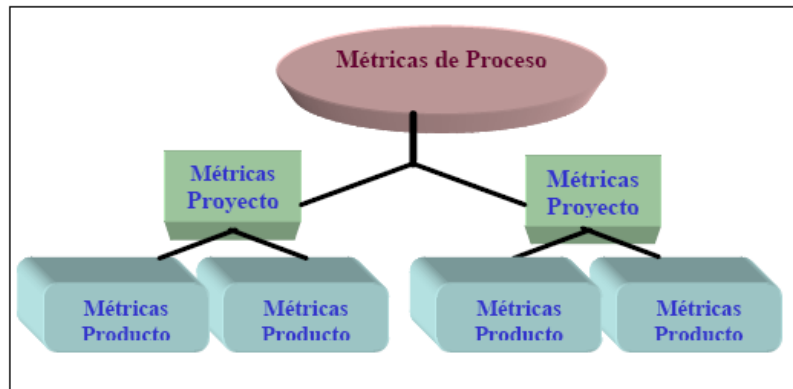 Métricas de Proceso
Métricas
Proyecto
Métricas
Proyecto
Métricas
Producto
Métricas
Producto
Métricas
Producto
Métricas
Producto